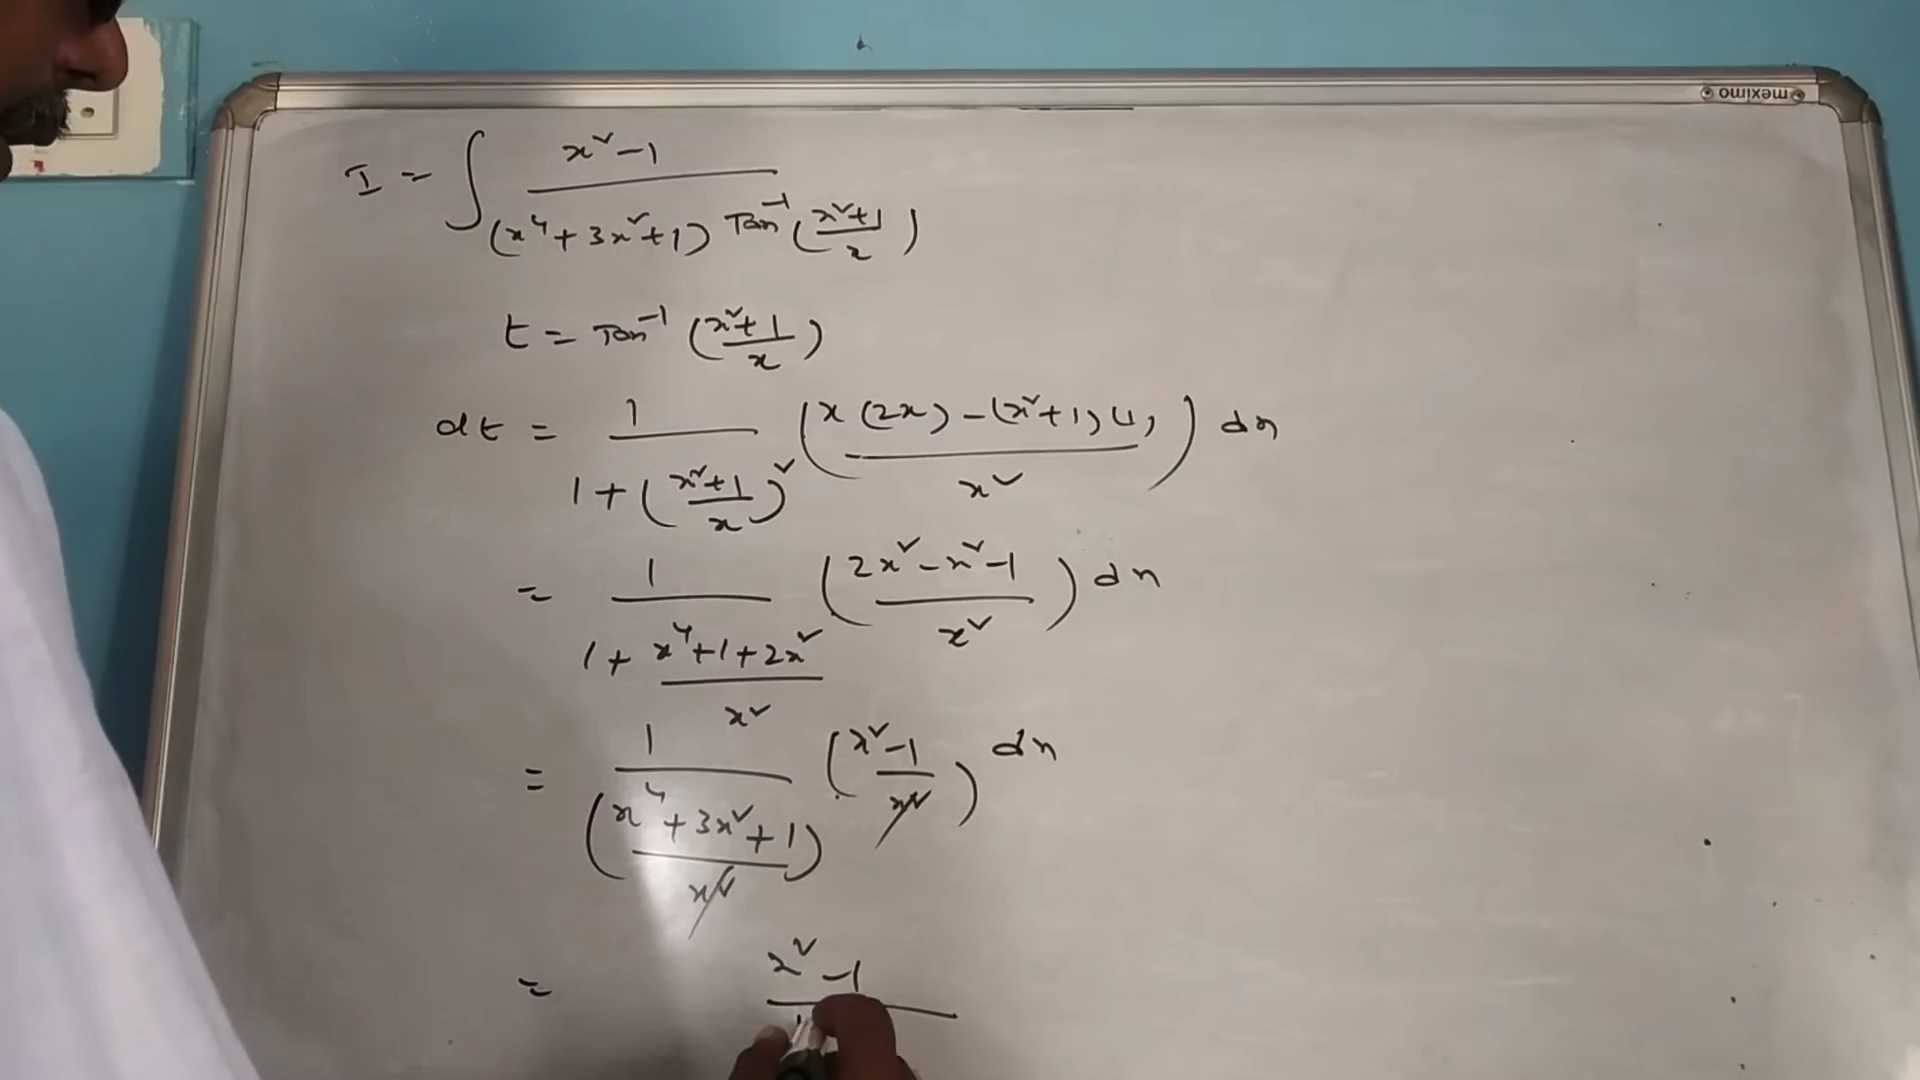 meximo
I = ∫ (x² - 1) / ((x⁴ + 3x² + 1) Tan⁻¹((x² + 1)/x))
t = Tan⁻¹((x² + 1)/x)
dt = 1/(1 + ((x² + 1)/x)²) ((x(2x) - (x² + 1)(1))/x²) dx
= 1/(1 + (x⁴ + 1 + 2x²)/x²) ((2x² - x² - 1)/x²) dx
= 1/((x⁴ + 3x² + 1)/x²) ((x² - 1)/x²) dx
= x² - 1